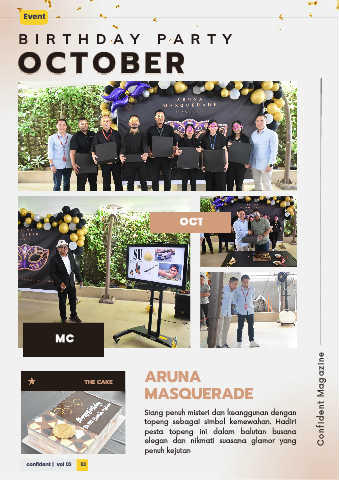 Event
BIRTHDAY PARTY
OCTOBER
ARUNA
MASQUERADE
OCT
MC
THE CAKE
ARUNA
MASQUERADE
Siang penuh misteri dan keanggunan dengan
topeng sebagai simbol kemewahan. Hadiri
pesta topeng ini dalam balutan busana
elegan dan nikmati suasana glamor yang
penuh kejutan
Confident Magazine
confident | vol 03